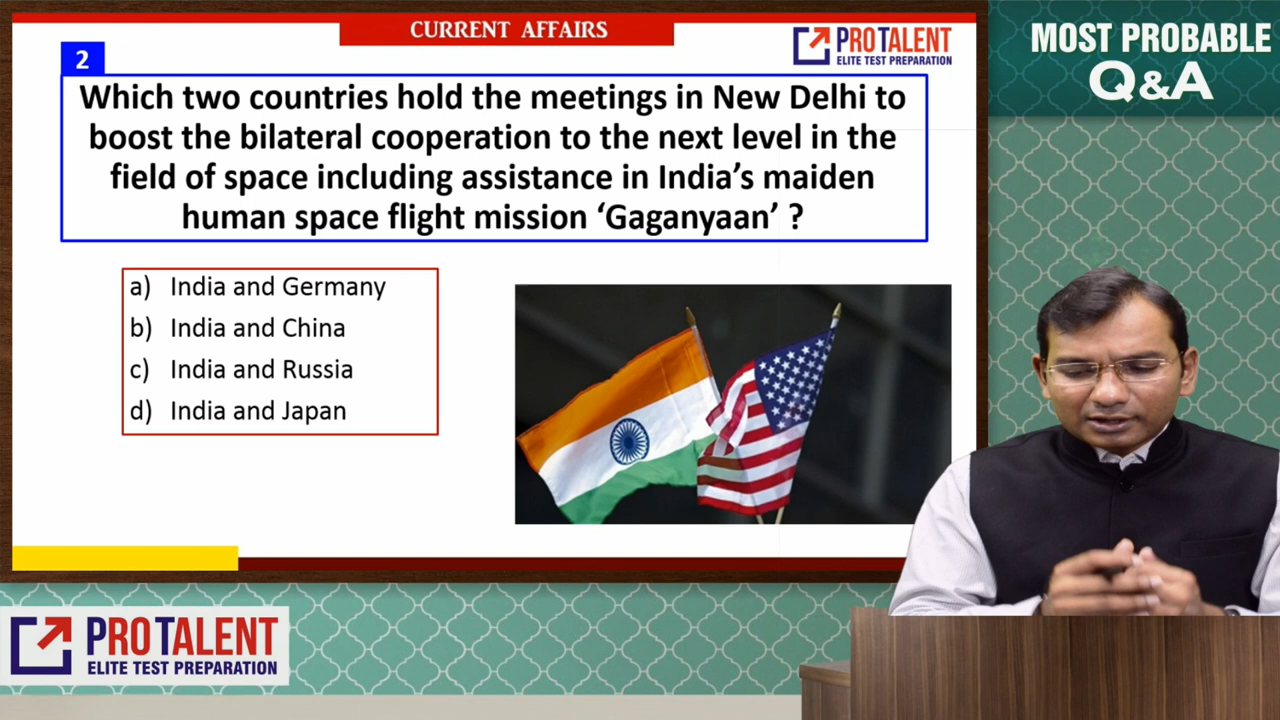 CURRENT AFFAIRS
PROTALENT
ELITE TEST PREPARATION
MOST PROBABLE
Q&A
2
Which two countries hold the meetings in New Delhi to
boost the bilateral cooperation to the next level in the
field of space including assistance in India’s maiden
human space flight mission ‘Gaganyaan’ ?
a) India and Germany
b) India and China
c) India and Russia
d) India and Japan
PROTALENT
ELITE TEST PREPARATION